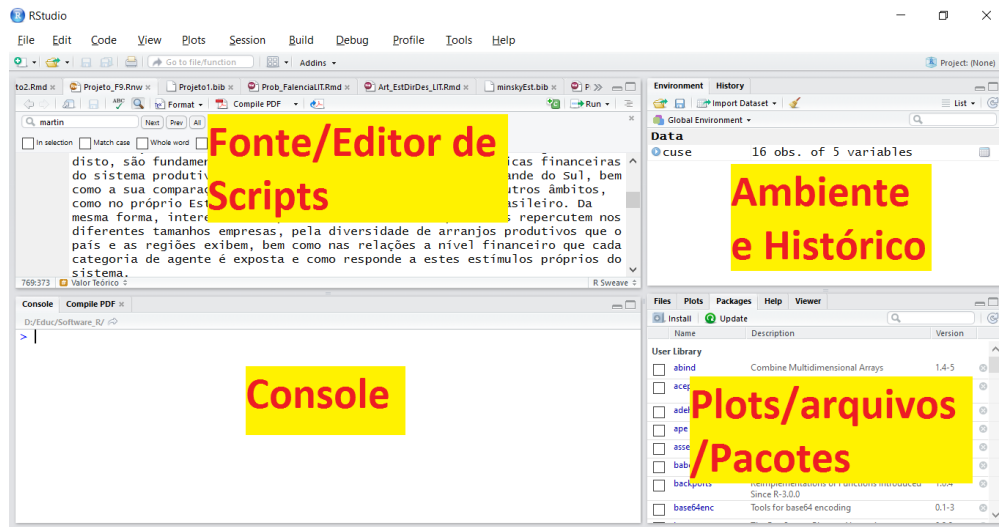 RStudio
File Edit Code View Plots Session Build Debug Profile Tools Help
Go to file/function Addins Project: (None)
to2.Rmd Projeto_F9.Rnw Projeto1.bib Prob_FalenciaLIT.Rmd Art_EstDirDes_LIT.Rmd minskyEst.bib P
ABC Format Compile PDF Run
martin Next Prev All
In selection Match case Whole word
Fonte/Editor de
Scripts
disto, são fundamen icas financeiras
do sistema produtiv ande do Sul, bem
como a sua comparac utros âmbitos,
como no próprio Est asileiro. Da
mesma forma, intere s repercutem nos
diferentes tamanhos empresas, pela diversidade de arranjos produtivos que o
país e as regiões exibem, bem como nas relações a nível financeiro que cada
categoria de agente é exposta e como responde a estes estímulos próprios do
sistema.
769:373 Valor Teórico R Sweave
Console Compile PDF
D:/Educ/Software_R/
>
Console
Environment History
Import Dataset List
Global Environment
Data
cuse 16 obs. of 5 variables
Ambiente
e Histórico
Files Plots Packages Help Viewer
Install Update
Name Description Version
User Library
abind Combine Multidimensional Arrays 1.4-5
acep
adel
ape
asse
bab
Plots/arquivos
/Pacotes
backports Reimplementations of Functions Introduced 1.0.4
Since R-3.0.0
base64enc Tools for base64 encoding 0.1-3